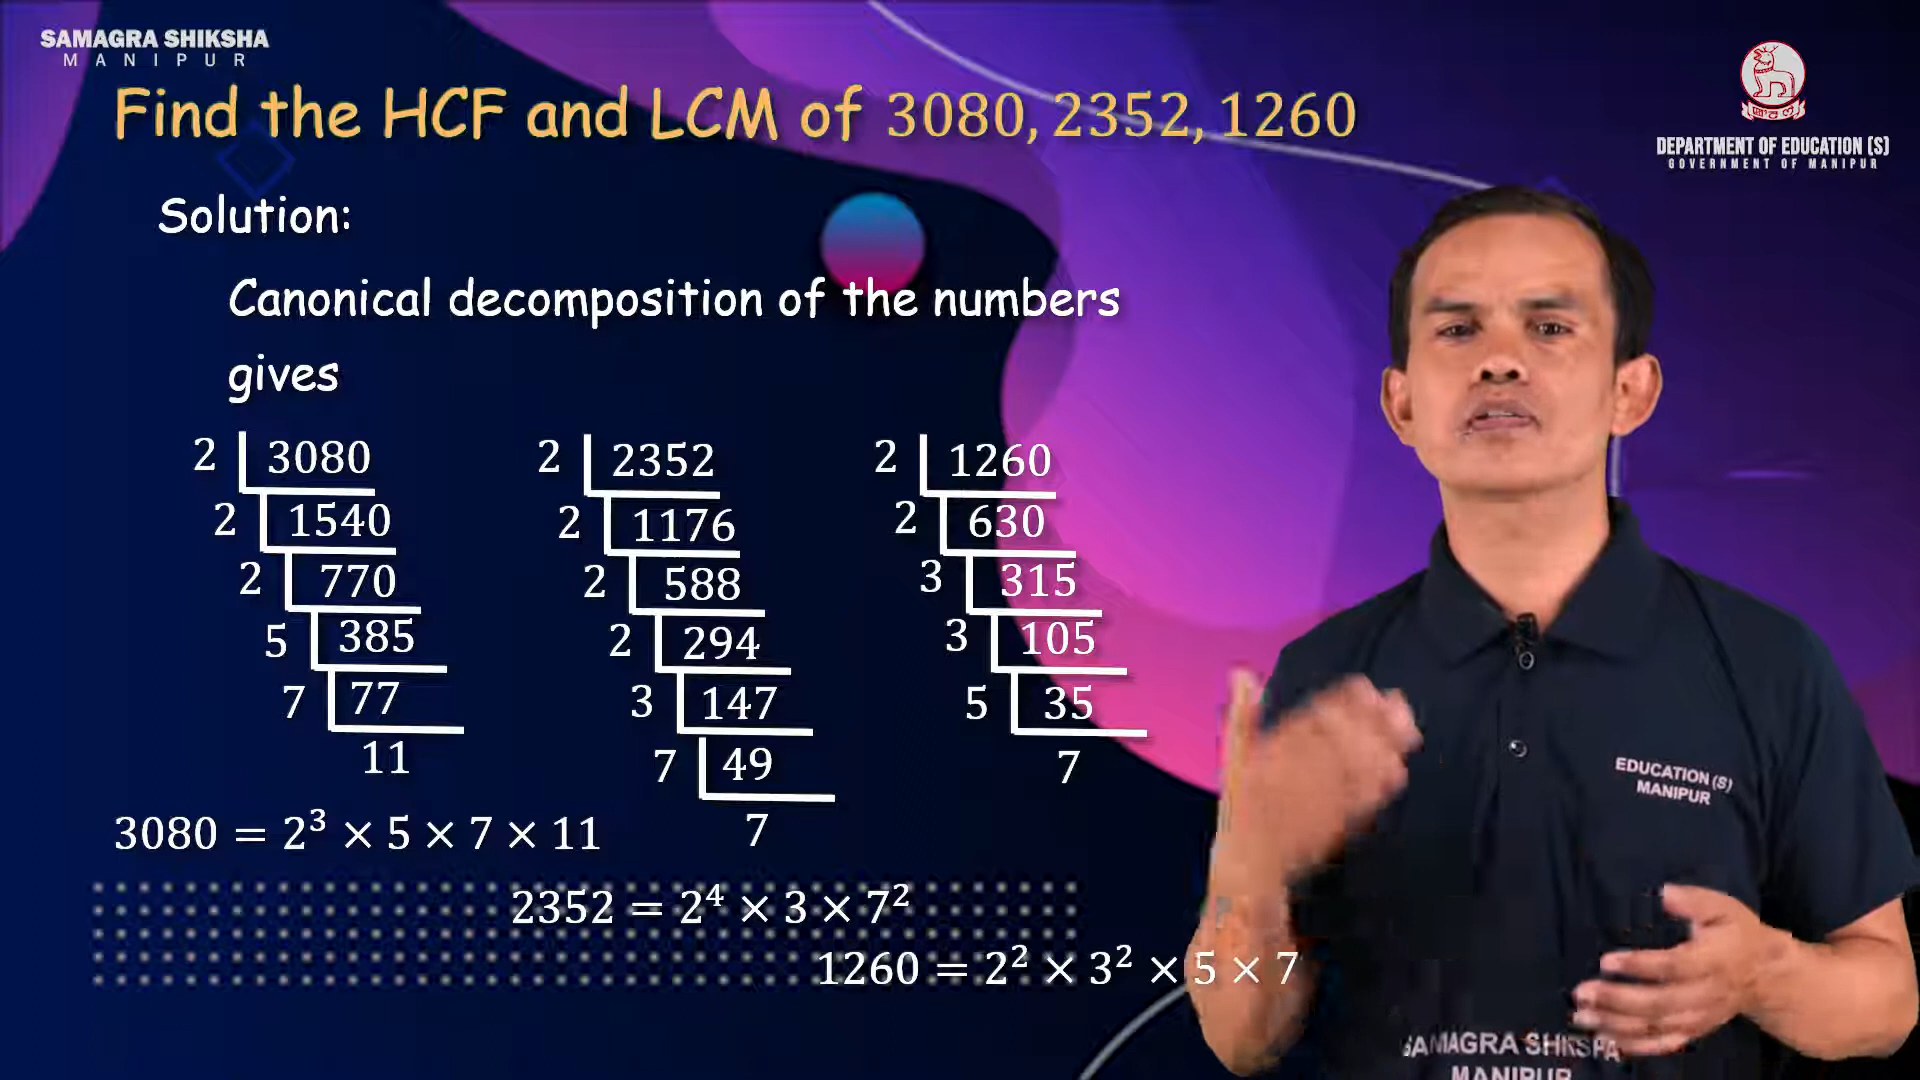 SAMAGRA SHIKSHA
MANIPUR
Find the HCF and LCM of 3080, 2352, 1260
DEPARTMENT OF EDUCATION (S)
GOVERNMENT OF MANIPUR
Solution:
Canonical decomposition of the numbers
gives
2 3080
2 1540
2 770
5 385
7 77
11
2 2352
2 1176
2 588
2 294
3 147
7 49
7
2 1260
2 630
3 315
3 105
5 35
7
3080 = 2³ × 5 × 7 × 11
2352 = 2⁴ × 3 × 7²
1260 = 2² × 3² × 5 × 7
EDUCATION (S)
MANIPUR
SAMAGRA SHIKSHA
MANIPUR